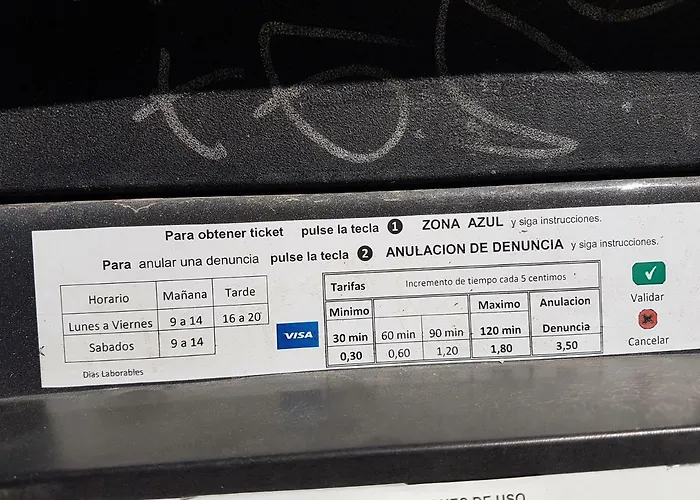 Para obtener ticket pulse la tecla 1 ZONA AZUL y siga instrucciones.
Para anular una denuncia pulse la tecla 2 ANULACION DE DENUNCIA y siga instrucciones.
Horario Mañana Tarde
Lunes a Viernes 9 a 14 16 a 20
Sabados 9 a 14
Dias Laborables
VISA
Tarifas Incremento de tiempo cada 5 centimos
Minimo Maximo Anulacion
30 min 60 min 90 min 120 min Denuncia
0,30 0,60 1,20 1,80 3,50
Validar
Cancelar
DE USO